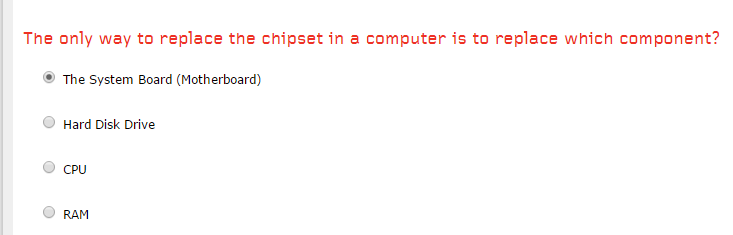 The only way to replace the chipset in a computer is to replace which component?
The System Board (Motherboard)
Hard Disk Drive
CPU
RAM